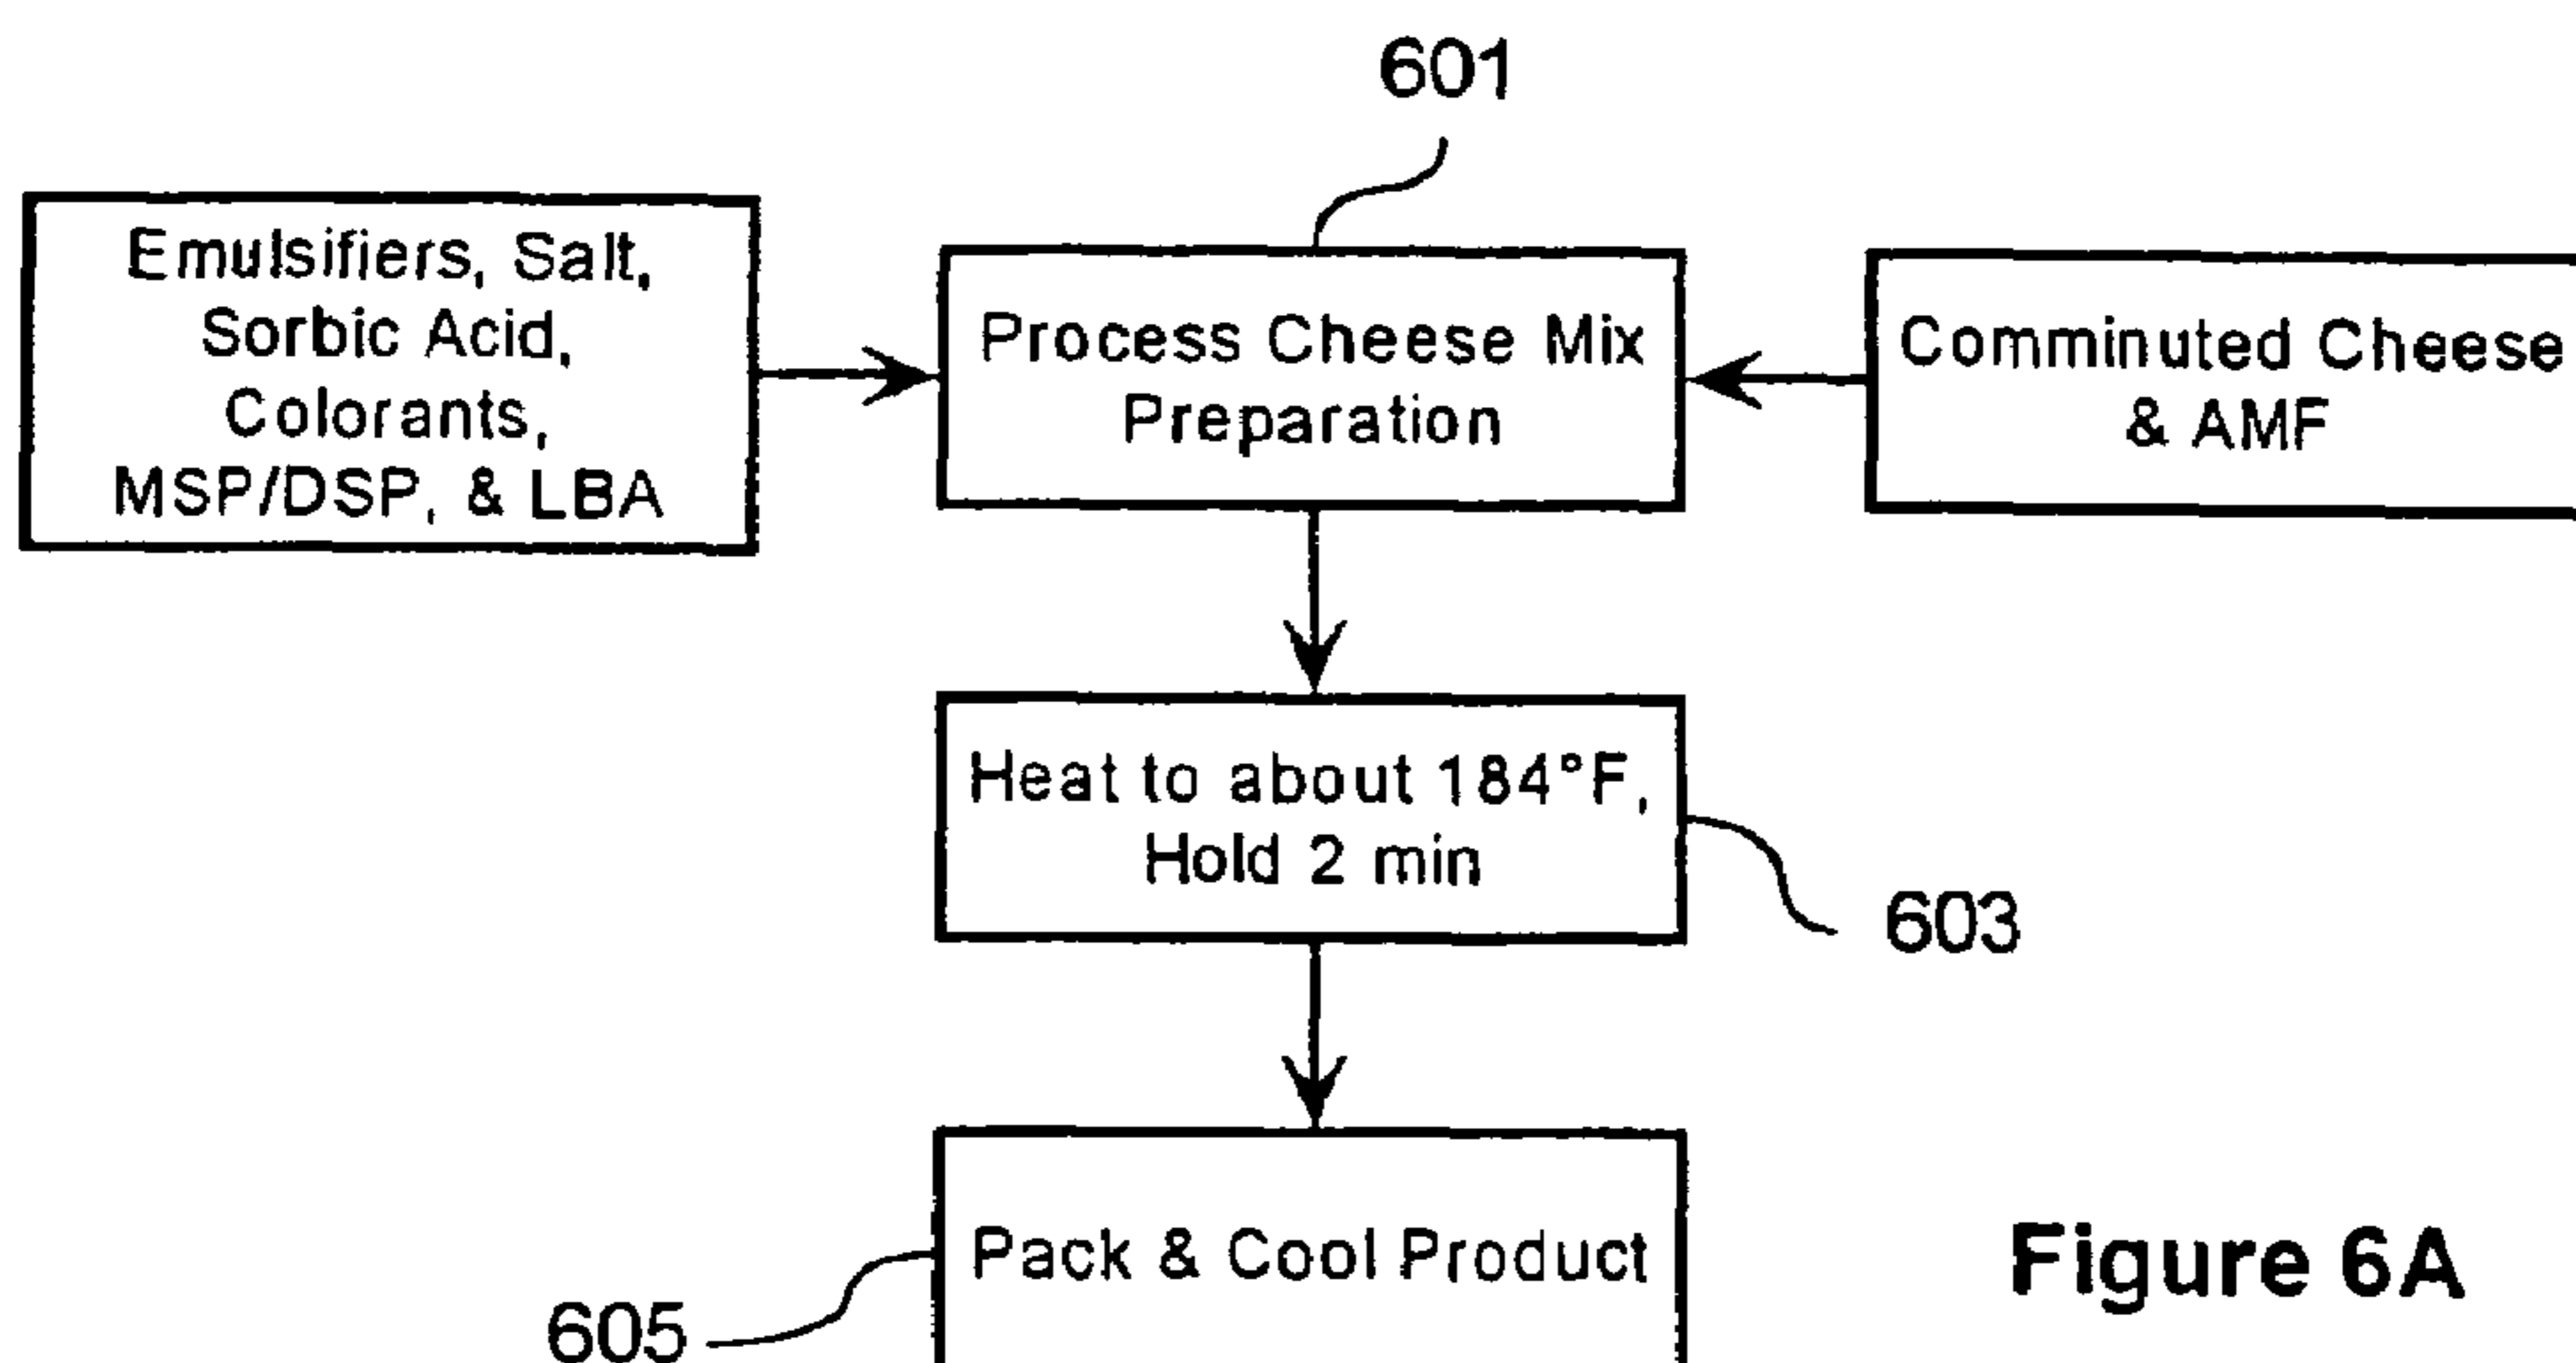 601
Emulsifiers, Salt,
Sorbic Acid,
Colorants,
MSP/DSP, & LBA
Process Cheese Mix
Preparation
Comminuted Cheese
& AMF
Heat to about 184°F,
Hold 2 min
603
Pack & Cool Product
605
Figure 6A